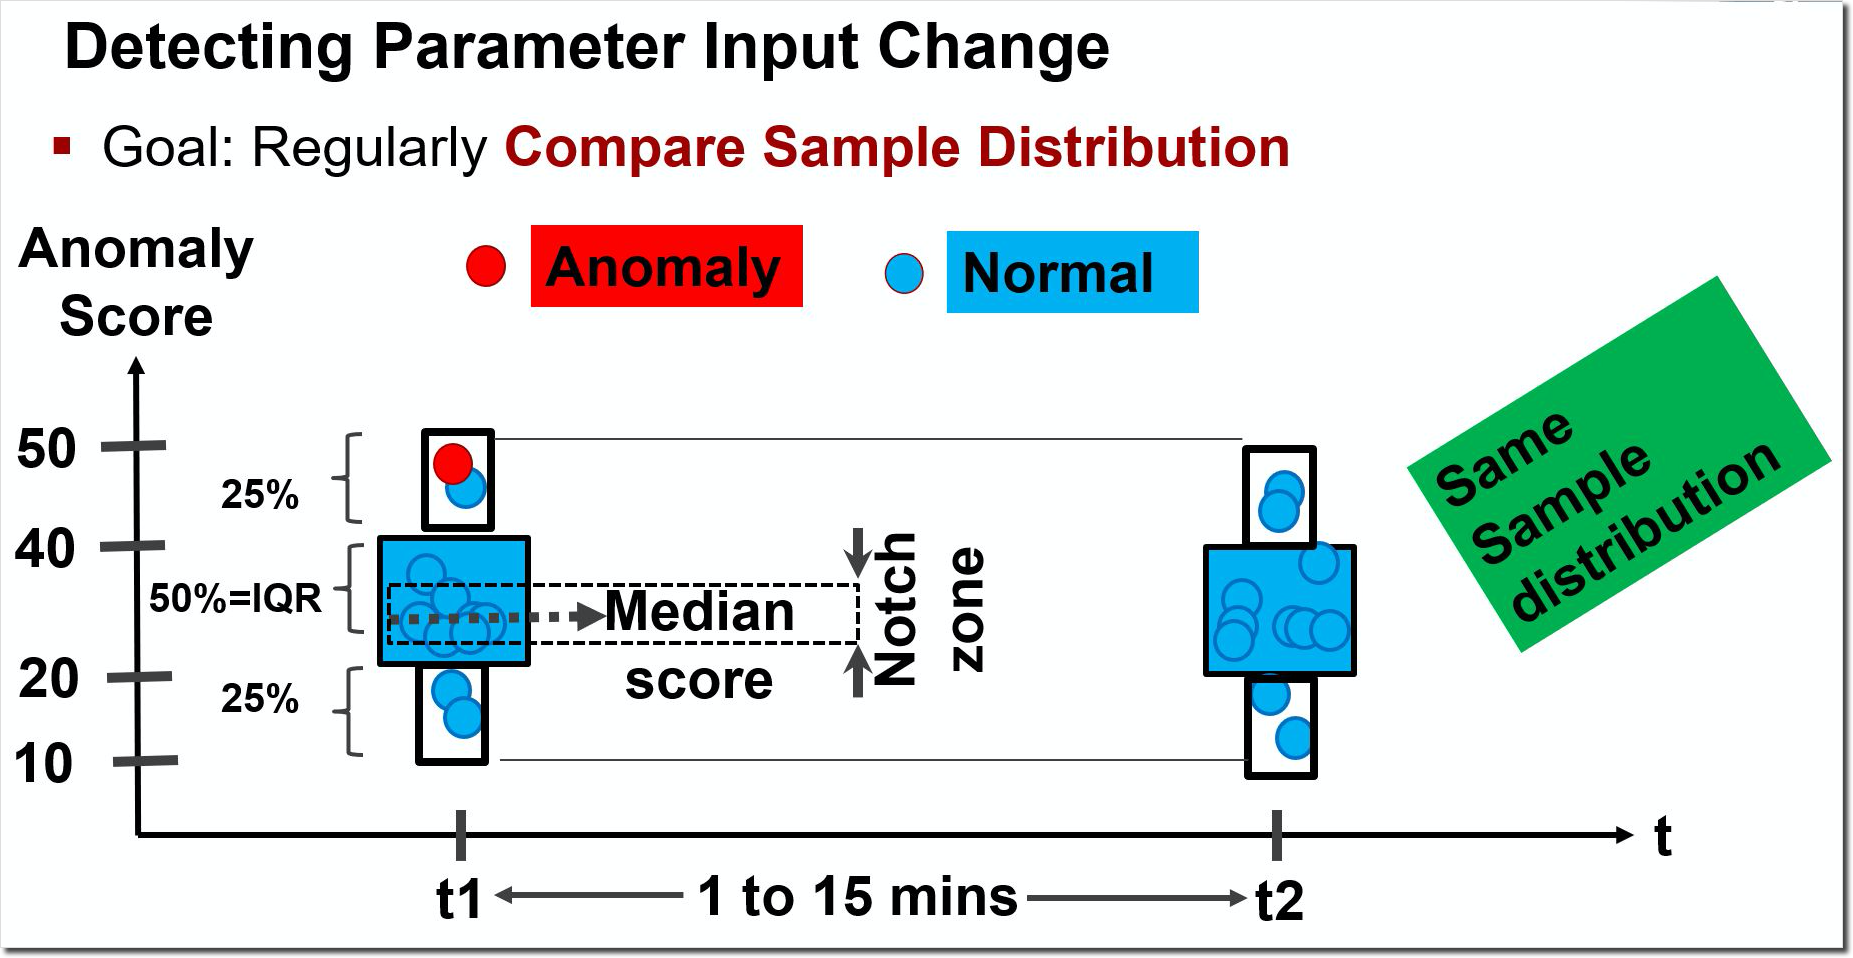 Detecting Parameter Input Change
Goal: Regularly Compare Sample Distribution
Anomaly
Score
Anomaly
Normal
50
40
20
10
25%
50%=IQR
25%
Median
score
Notch
zone
Same
Sample
distribution
t
t1
1 to 15 mins
t2